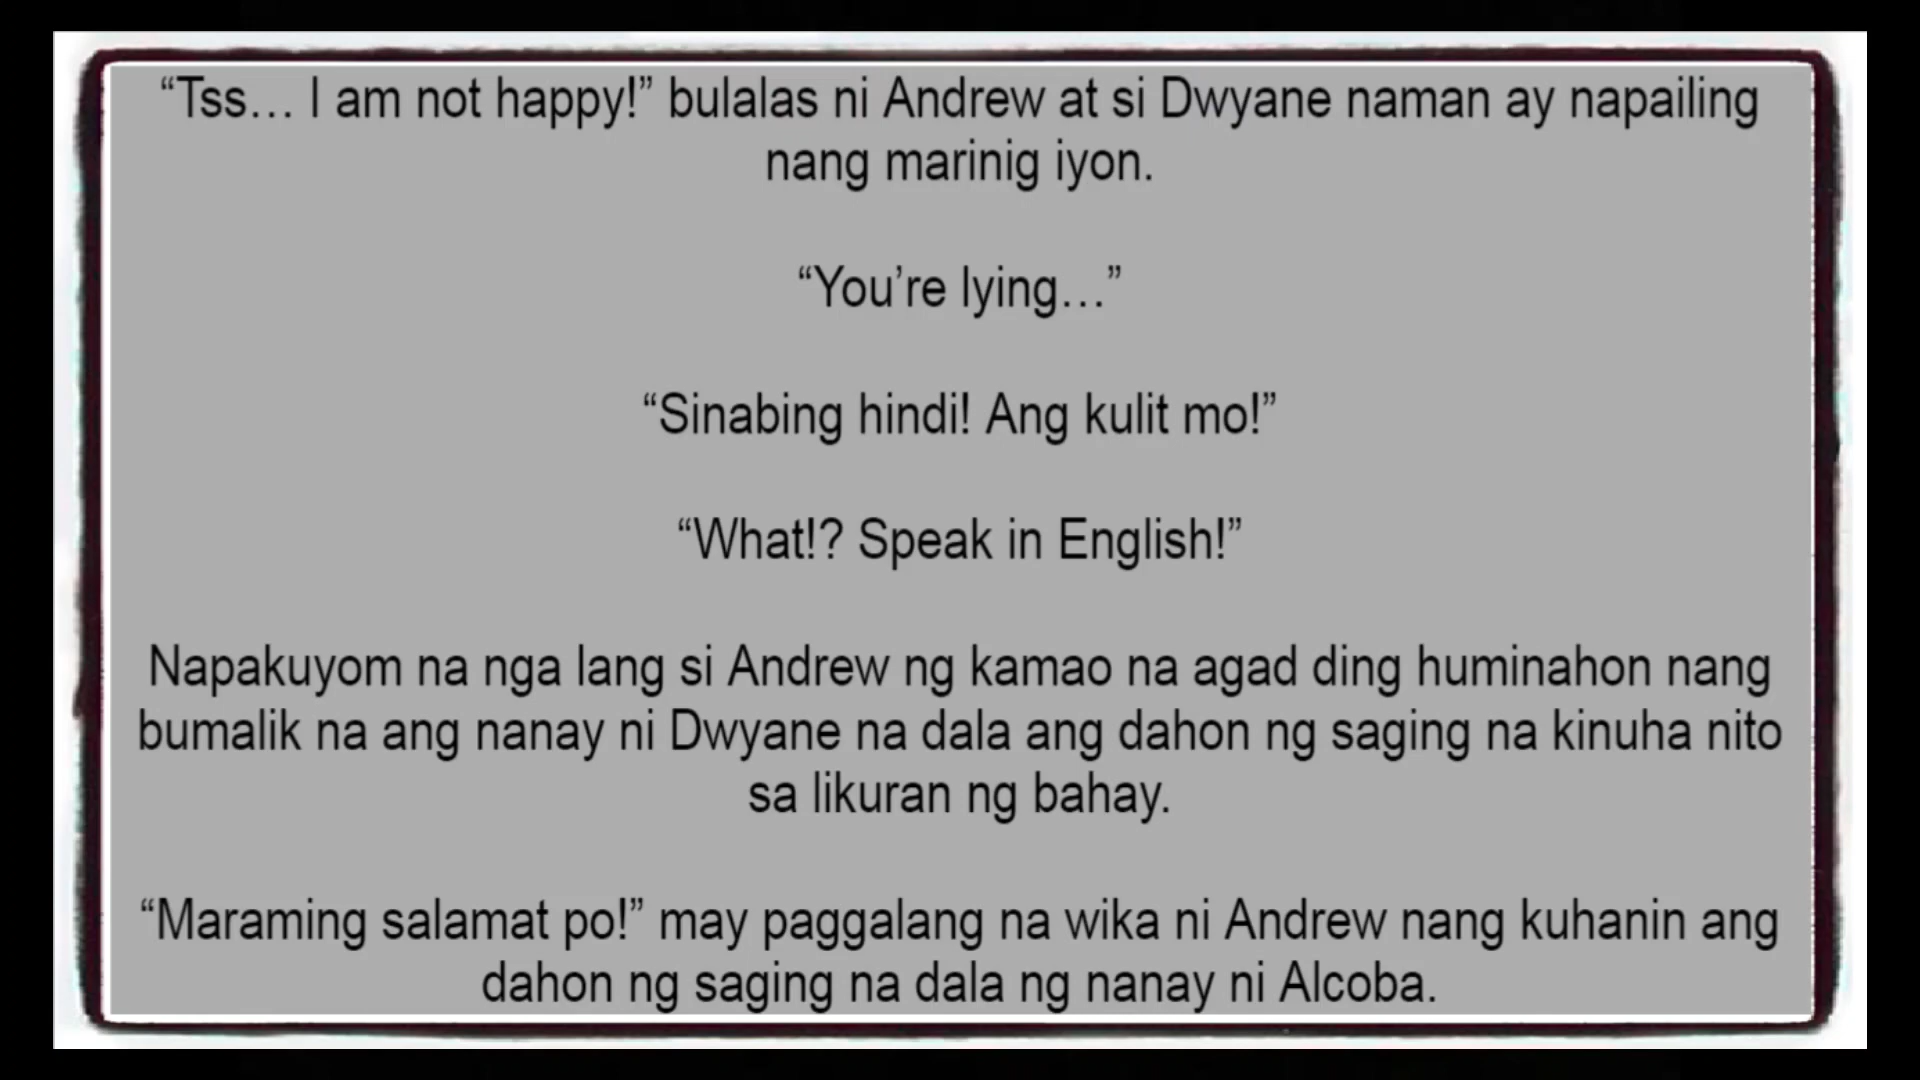 “Tss… I am not happy!” bulalas ni Andrew at si Dwyane naman ay napailing
nang marinig iyon.
“You’re lying…”
“Sinabing hindi! Ang kulit mo!”
“What!? Speak in English!”
Napakuyom na nga lang si Andrew ng kamao na agad ding huminahon nang
bumalik na ang nanay ni Dwyane na dala ang dahon ng saging na kinuha nito
sa likuran ng bahay.
“Maraming salamat po!” may paggalang na wika ni Andrew nang kuhanin ang
dahon ng saging na dala ng nanay ni Alcoba.